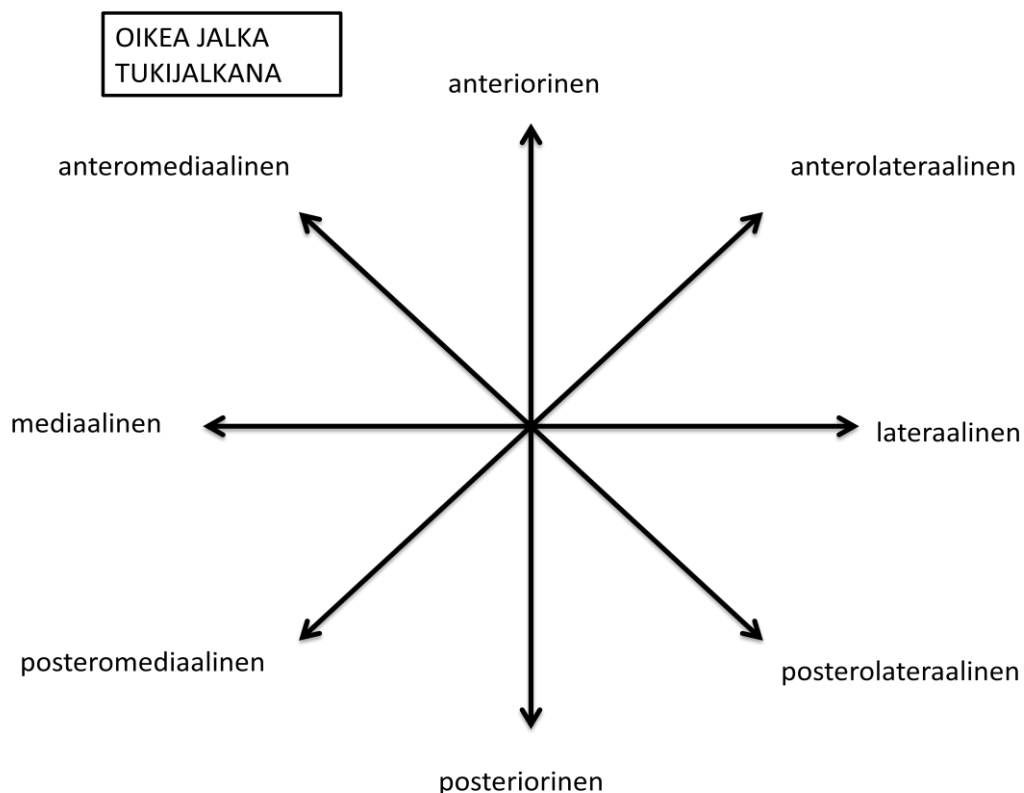 OIKEA JALKA
TUKIJALKANA
anteriorinen
anteromediaalinen
anterolateraalinen
mediaalinen
lateraalinen
posteromediaalinen
posterolateraalinen
posteriorinen